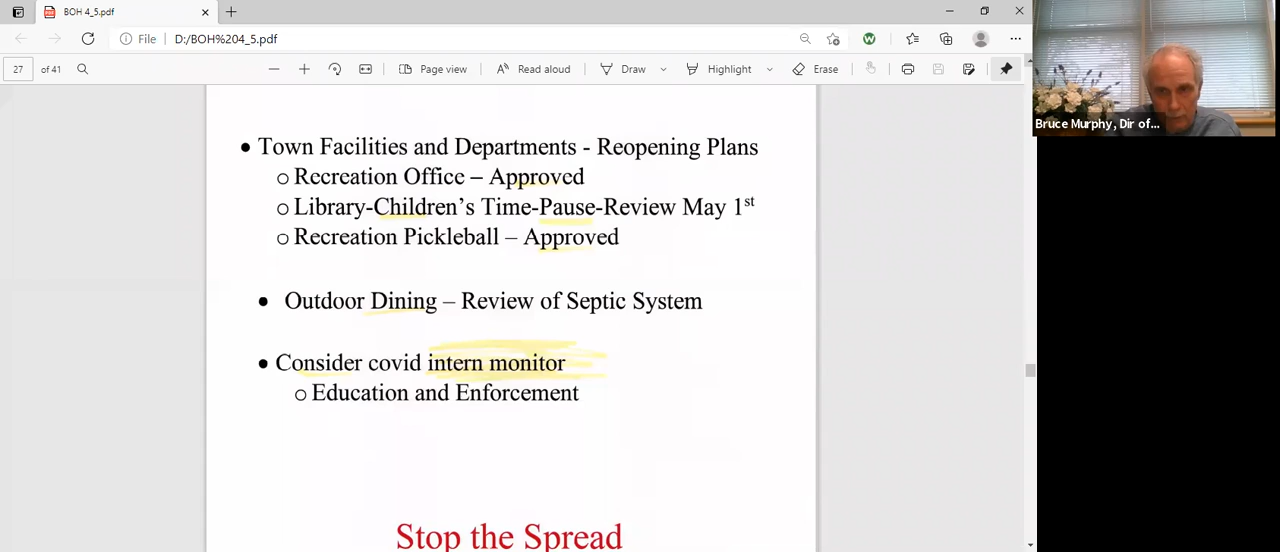 BOH 4_5.pdf
File D:/BOH%204_5.pdf
27 of 41 Page view Read aloud Draw Highlight Erase
Bruce Murphy, Dir of...
• Town Facilities and Departments - Reopening Plans
o Recreation Office – Approved
o Library-Children's Time-Pause-Review May 1st
o Recreation Pickleball – Approved
• Outdoor Dining – Review of Septic System
• Consider covid intern monitor
o Education and Enforcement
Stop the Spread